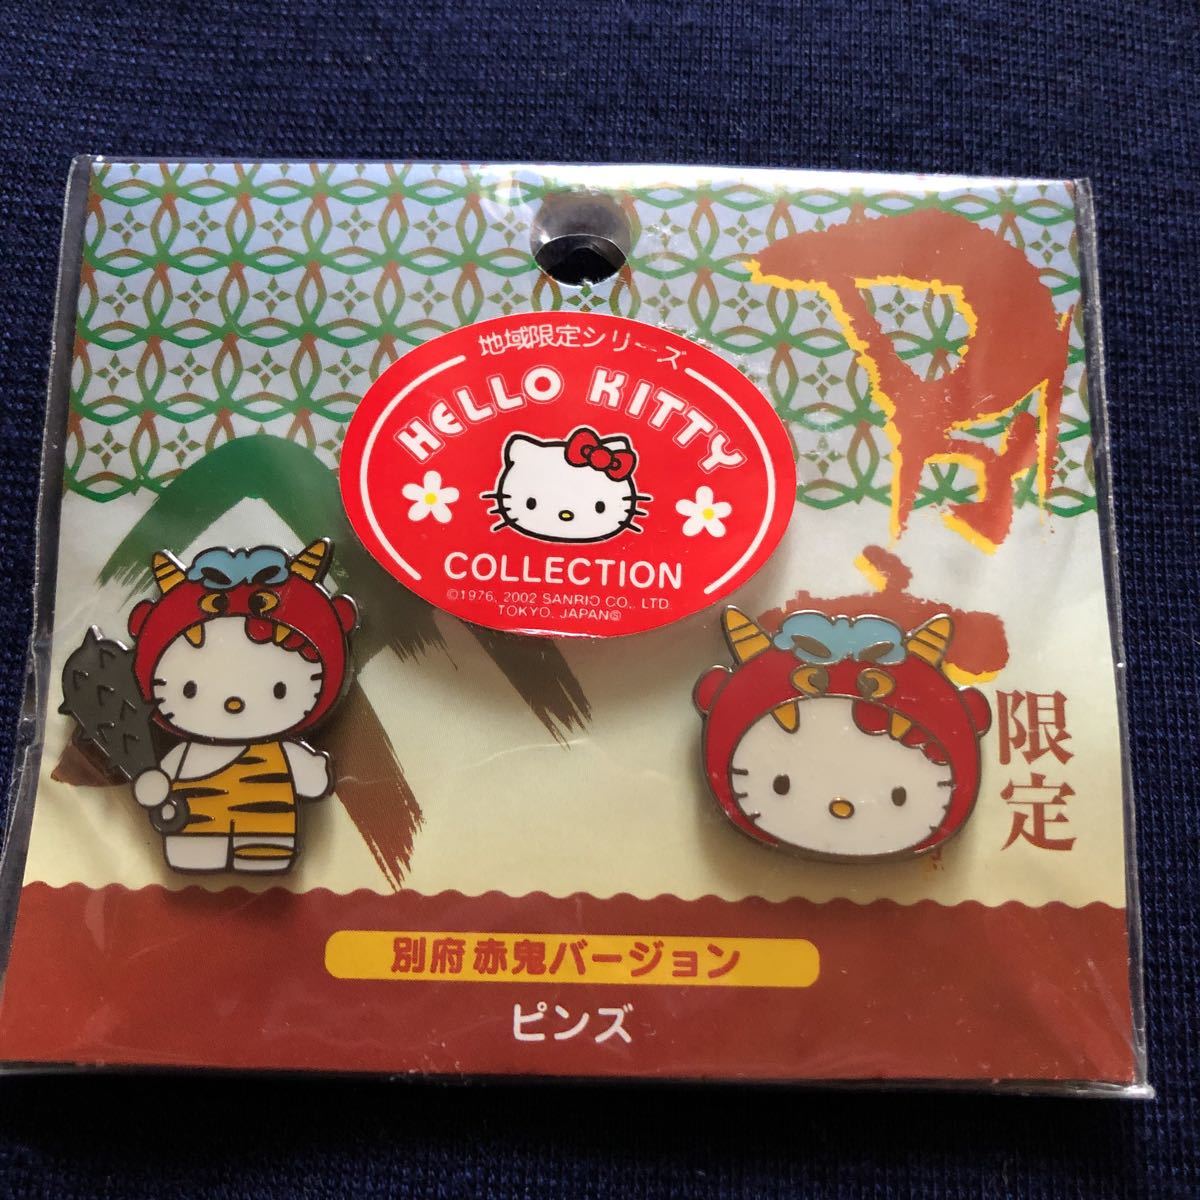 地域限定シリーズ
HELLO KITTY
COLLECTION
©1976, 2002 SANRIO CO., LTD.
TOKYO, JAPAN Ⓢ
限定
別府 赤鬼バージョン
ピンズ